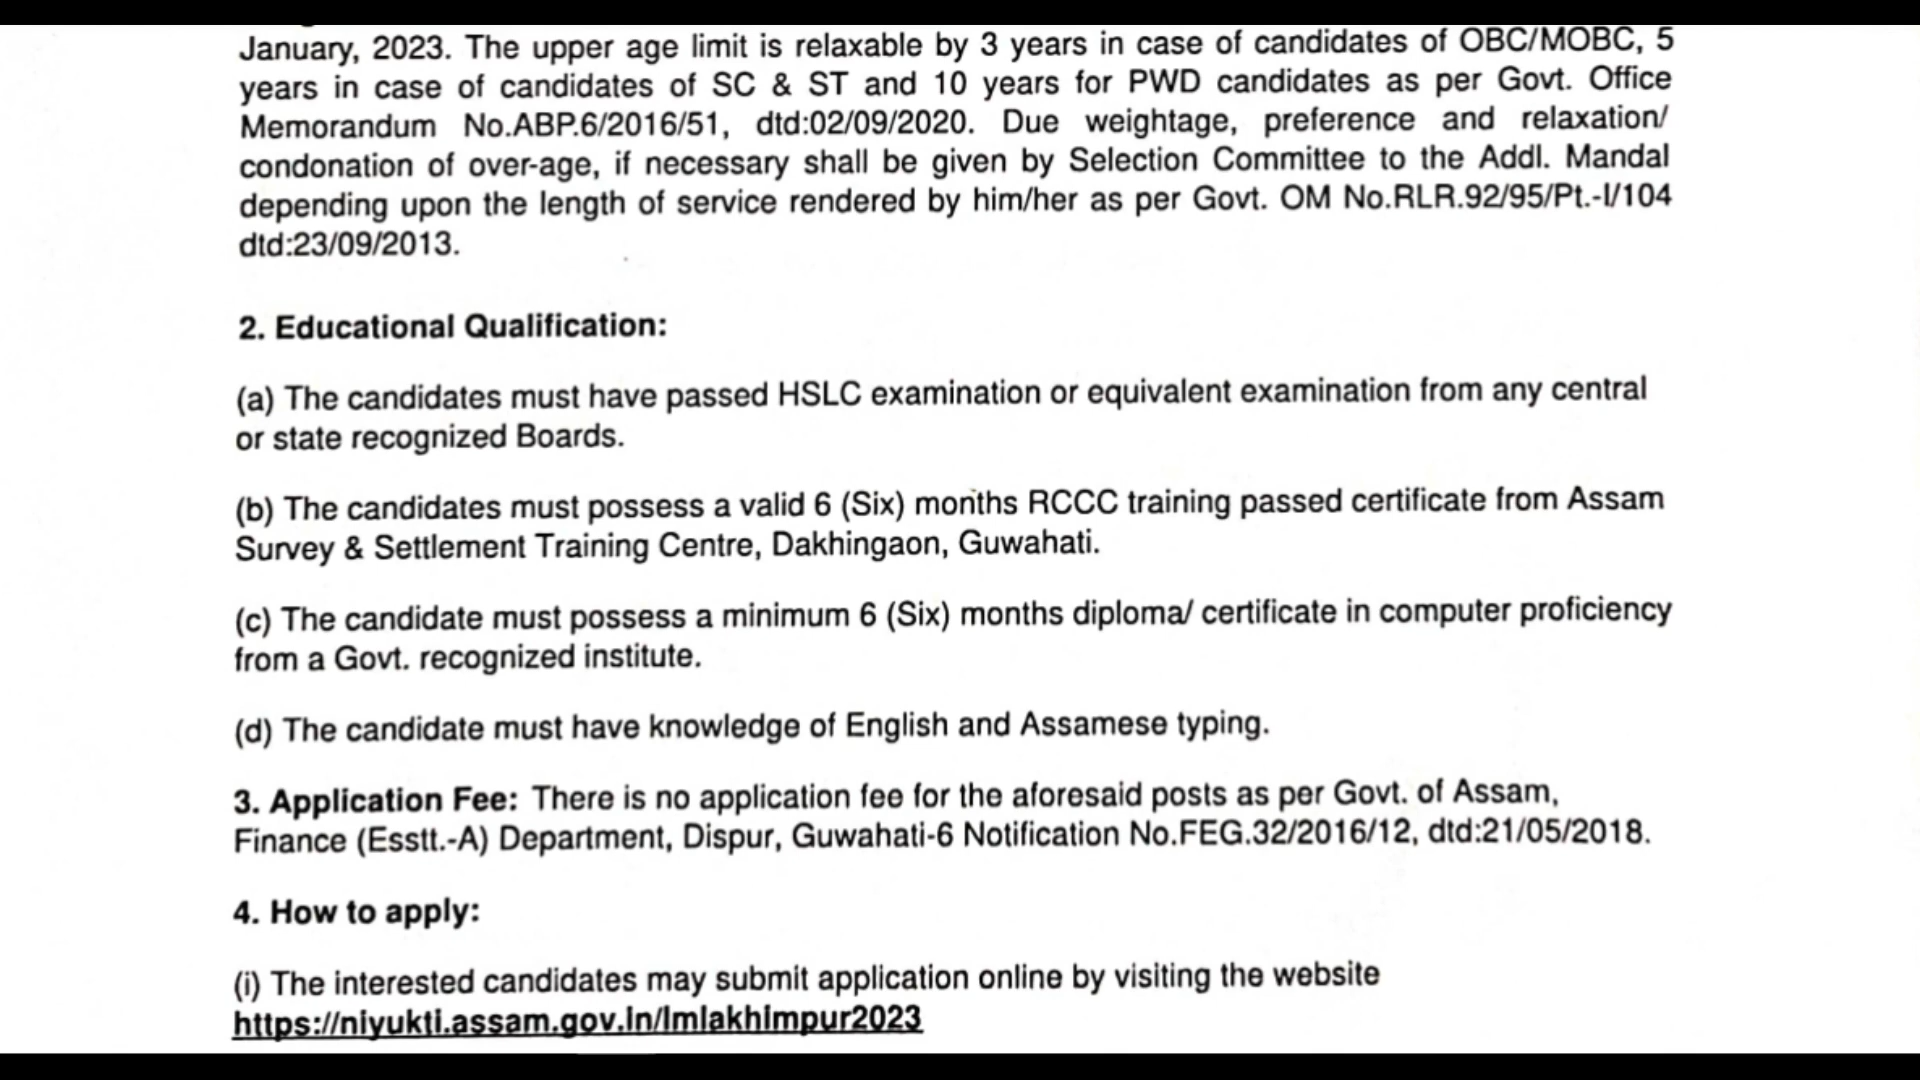 January, 2023. The upper age limit is relaxable by 3 years in case of candidates of OBC/MOBC, 5
years in case of candidates of SC & ST and 10 years for PWD candidates as per Govt. Office
Memorandum No.ABP.6/2016/51, dtd:02/09/2020. Due weightage, preference and relaxation/
condonation of over-age, if necessary shall be given by Selection Committee to the Addl. Mandal
depending upon the length of service rendered by him/her as per Govt. OM No.RLR.92/95/Pt.-I/104
dtd:23/09/2013.
2. Educational Qualification:
(a) The candidates must have passed HSLC examination or equivalent examination from any central
or state recognized Boards.
(b) The candidates must possess a valid 6 (Six) months RCCC training passed certificate from Assam
Survey & Settlement Training Centre, Dakhingaon, Guwahati.
(c) The candidate must possess a minimum 6 (Six) months diploma/ certificate in computer proficiency
from a Govt. recognized institute.
(d) The candidate must have knowledge of English and Assamese typing.
3. Application Fee: There is no application fee for the aforesaid posts as per Govt. of Assam,
Finance (Esstt.-A) Department, Dispur, Guwahati-6 Notification No.FEG.32/2016/12, dtd:21/05/2018.
4. How to apply:
(i) The interested candidates may submit application online by visiting the website
https://niyukti.assam.gov.in/lmlakhimpur2023